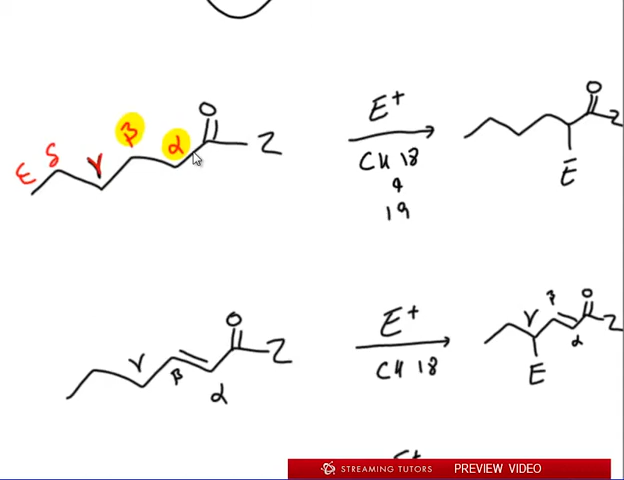 O
β
E+
O
δ
α
Z
Z
E
γ
CH 18
E
&
19
β
O
O
E+
γ
Z
Z
γ
β
CH 18
α
α
E
E+
STREAMING TUTORS PREVIEW VIDEO